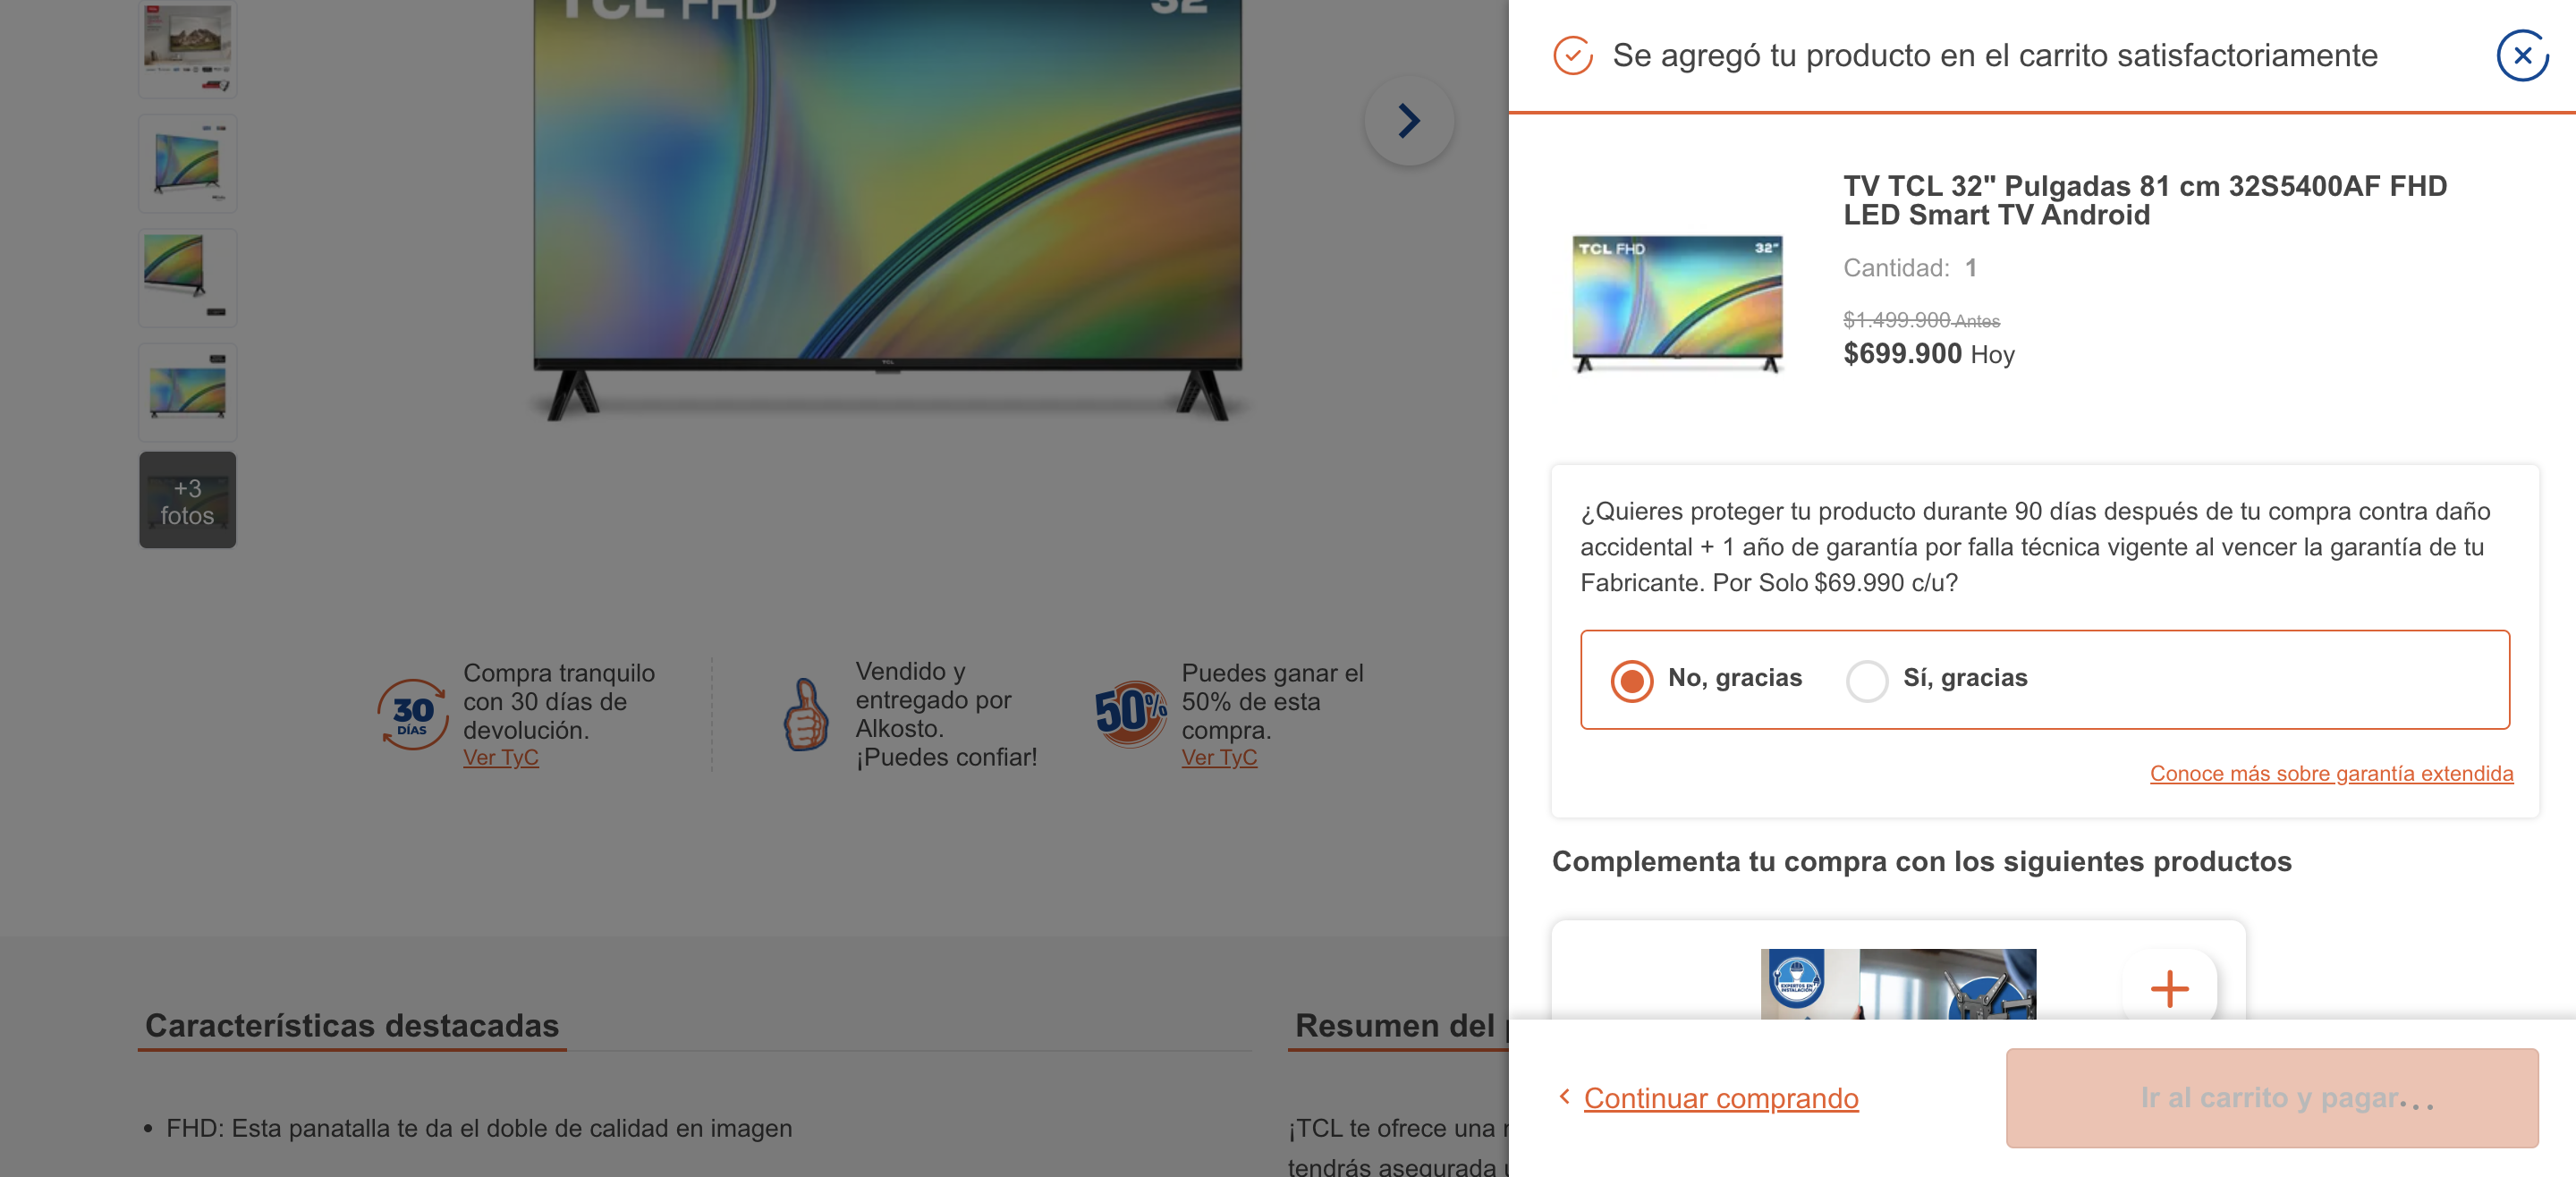 TCL FHD 32"
+3
fotos
30
DÍAS
Compra tranquilo
con 30 días de
devolución.
Ver TyC
Vendido y
entregado por
Alkosto.
¡Puedes confiar!
50%
Puedes ganar el
50% de esta
compra.
Ver TyC
Características destacadas
• FHD: Esta panatalla te da el doble de calidad en imagen
Resumen del
¡TCL te ofrece una
tendrás asegurada
Se agregó tu producto en el carrito satisfactoriamente
TCL FHD 32"
TV TCL 32" Pulgadas 81 cm 32S5400AF FHD
LED Smart TV Android
Cantidad: 1
$1.499.900 Antes
$699.900 Hoy
¿Quieres proteger tu producto durante 90 días después de tu compra contra daño
accidental + 1 año de garantía por falla técnica vigente al vencer la garantía de tu
Fabricante. Por Solo $69.990 c/u?
No, gracias
Sí, gracias
Conoce más sobre garantía extendida
Complementa tu compra con los siguientes productos
EXPERTOS EN
INSTALACIÓN
Continuar comprando
Ir al carrito y pagar...